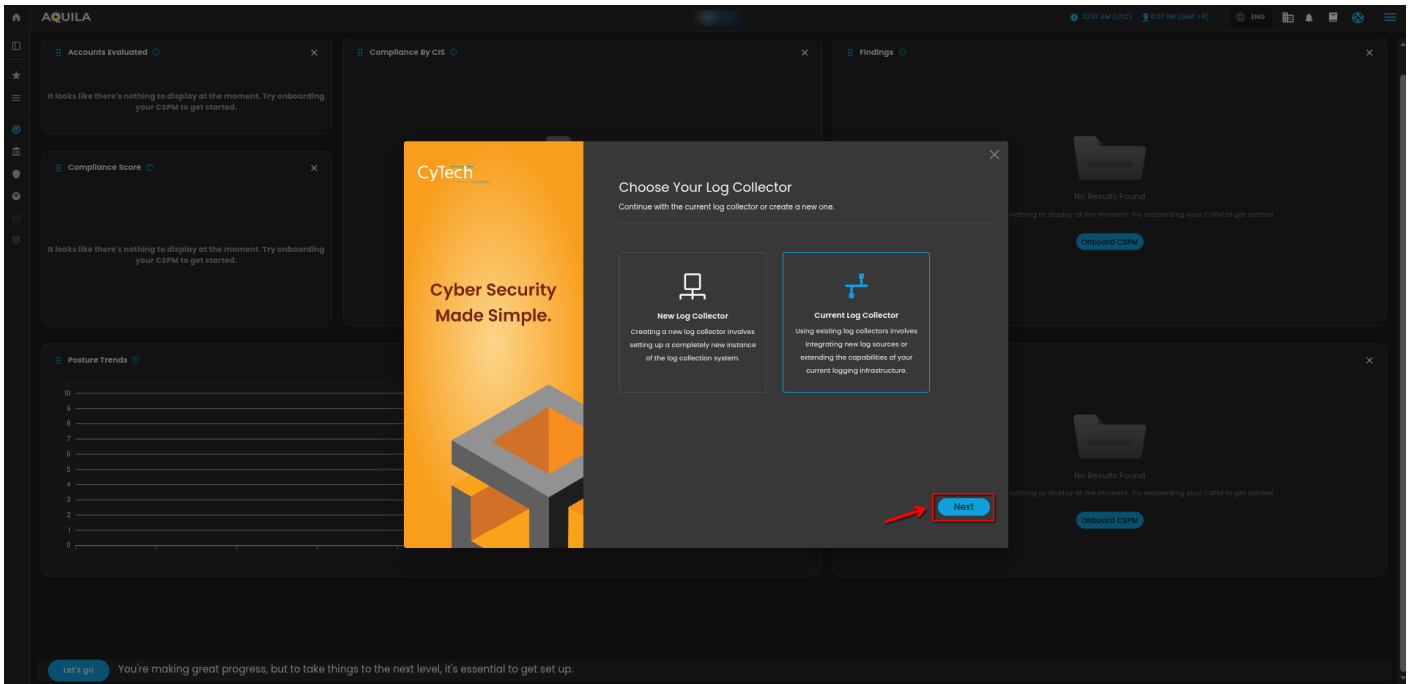 AQUILA
10:07 AM (UTC)
6:07 PM (GMT +8)
ENG
Accounts Evaluated
It looks like there's nothing to display at the moment. Try onboarding
your CSPM to get started.
Compliance By CIS
Findings
No Results Found
nothing to display at the moment. Try onboarding your CSPM to get started.
Onboard CSPM
Compliance Score
It looks like there's nothing to display at the moment. Try onboarding
your CSPM to get started.
CyTech
Cyber Security
Made Simple.
Choose Your Log Collector
Continue with the current log collector or create a new one.
New Log Collector
Creating a new log collector involves
setting up a completely new instance
of the log collection system.
Current Log Collector
Using existing log collectors involves
integrating new log sources or
extending the capabilities of your
current logging infrastructure.
Next
Posture Trends
10
9
8
7
6
5
4
3
2
1
0
No Results Found
nothing to display at the moment. Try onboarding your CSPM to get started.
Onboard CSPM
Let's go
You're making great progress, but to take things to the next level, it's essential to get set up.